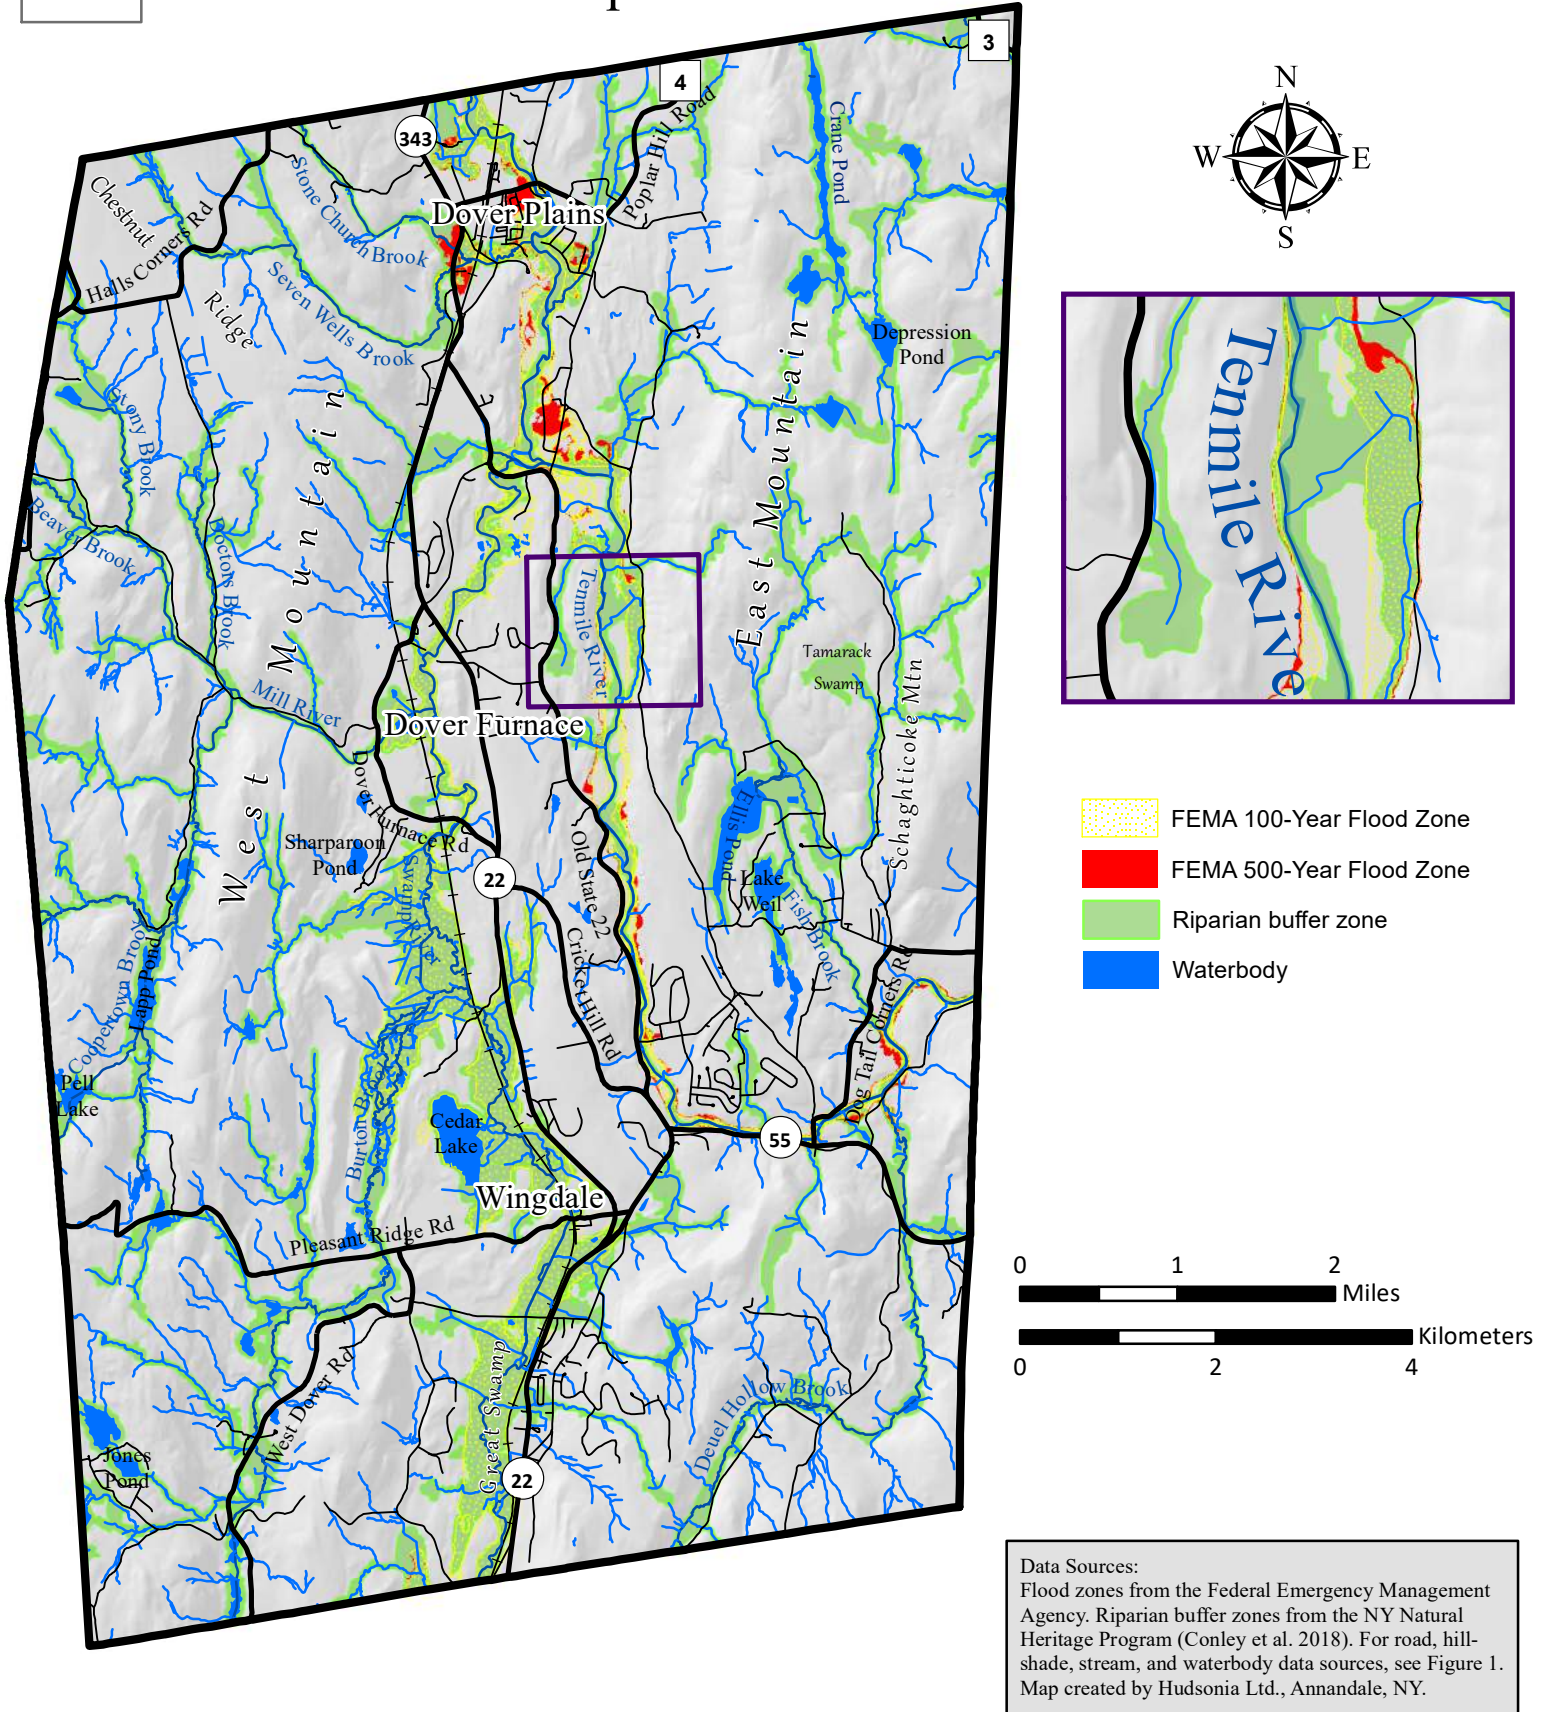 3
4
343
Poplar Hill Road
Crane Pond
Chestnut
Ridge
Halls Corners Rd
Stone Church Brook
Dover Plains
Seven Wells Brook
Depression
Pond
Stony Brook
Beaver Brook
Doctors Brook
West Mountain
East Mountain
Tenmile River
Tamarack
Swamp
Schaghticoke Mtn
Mill River
Dover Furnace
Dover Furnace Rd
Sharparoon
Pond
Swamp River
22
Old State 22
Cricket Hill Rd
Ellis Pond
Lake
Weil
Fish Brook
Dog Tail Corners Rd
Coopertown Brook
Lapp Pond
Pell
Lake
Burton Brook
Cedar
Lake
55
Wingdale
Pleasant Ridge Rd
West Dover Rd
Great Swamp
Deuel Hollow Brook
Jones
Pond
22
N
W
E
S
Tenmile Rive
FEMA 100-Year Flood Zone
FEMA 500-Year Flood Zone
Riparian buffer zone
Waterbody
0 1 2
Miles
Kilometers
0 2 4
Data Sources:
Flood zones from the Federal Emergency Management
Agency. Riparian buffer zones from the NY Natural
Heritage Program (Conley et al. 2018). For road, hill-
shade, stream, and waterbody data sources, see Figure 1.
Map created by Hudsonia Ltd., Annandale, NY.